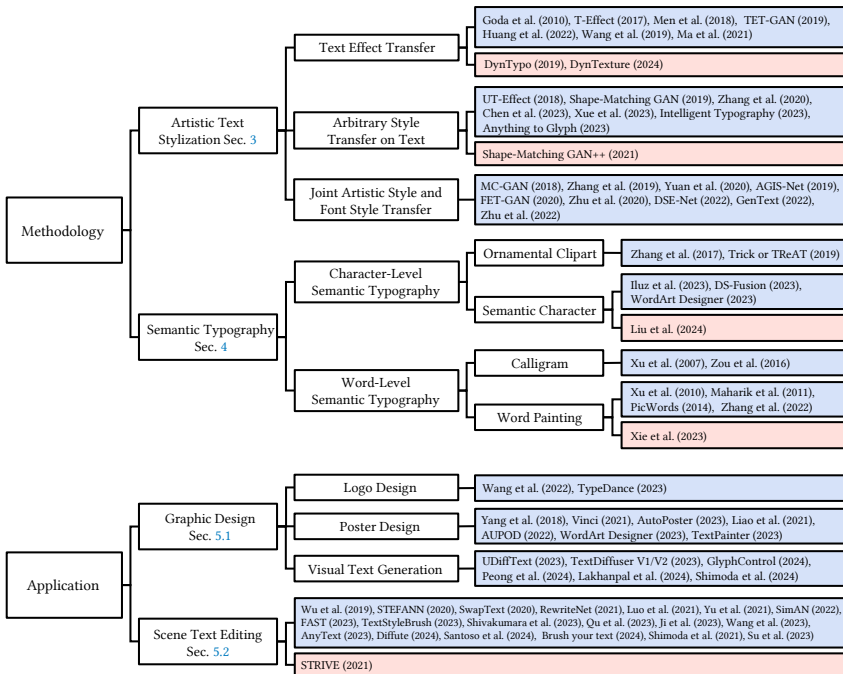 Methodology
Artistic Text
Stylization Sec. 3
Text Effect Transfer
Goda et al. (2010), T-Effect (2017), Men et al. (2018), TET-GAN (2019),
Huang et al. (2022), Wang et al. (2019), Ma et al. (2021)
DynTypo (2019), DynTexture (2024)
Arbitrary Style
Transfer on Text
UT-Effect (2018), Shape-Matching GAN (2019), Zhang et al. (2020),
Chen et al. (2023), Xue et al. (2023), Intelligent Typography (2023),
Anything to Glyph (2023)
Shape-Matching GAN++ (2021)
Joint Artistic Style and
Font Style Transfer
MC-GAN (2018), Zhang et al. (2019), Yuan et al. (2020), AGIS-Net (2019),
FET-GAN (2020), Zhu et al. (2020), DSE-Net (2022), GenText (2022),
Zhu et al. (2022)
Semantic Typography
Sec. 4
Character-Level
Semantic Typography
Ornamental Clipart
Zhang et al. (2017), Trick or TReAT (2019)
Semantic Character
Iluz et al. (2023), DS-Fusion (2023),
WordArt Designer (2023)
Liu et al. (2024)
Word-Level
Semantic Typography
Calligram
Xu et al. (2007), Zou et al. (2016)
Word Painting
Xu et al. (2010), Maharik et al. (2011),
PicWords (2014), Zhang et al. (2022)
Xie et al. (2023)
Application
Graphic Design
Sec. 5.1
Logo Design
Wang et al. (2022), TypeDance (2023)
Poster Design
Yang et al. (2018), Vinci (2021), AutoPoster (2023), Liao et al. (2021),
AUPOD (2022), WordArt Designer (2023), TextPainter (2023)
Visual Text Generation
UDiffText (2023), TextDiffuser V1/V2 (2023), GlyphControl (2024),
Peong et al. (2024), Lakhanpal et al. (2024), Shimoda et al. (2024)
Scene Text Editing
Sec. 5.2
Wu et al. (2019), STEFANN (2020), SwapText (2020), RewriteNet (2021), Luo et al. (2021), Yu et al. (2021), SimAN (2022),
FAST (2023), TextStyleBrush (2023), Shivakumara et al. (2023), Qu et al. (2023), Ji et al. (2023), Wang et al. (2023),
AnyText (2023), Diffute (2024), Santoso et al. (2024), Brush your text (2024), Shimoda et al. (2021), Su et al. (2023)
STRIVE (2021)